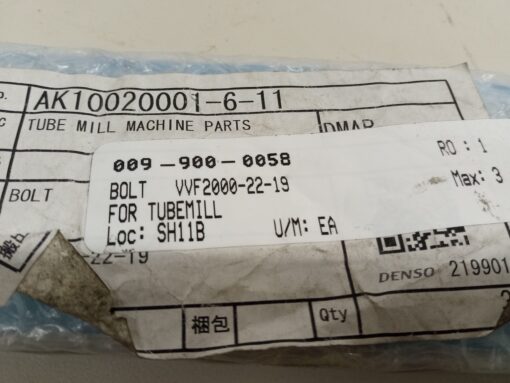 AK10020001-6-11
TUBE MILL MACHINE PARTS
009-900-0058
RO : 1
BOLT VVF2000-22-19
Max: 3
BOLT
FOR TUBEMILL
Loc: SH11B U/M: EA
-22-19
DENSO 219901
梱包
Qty